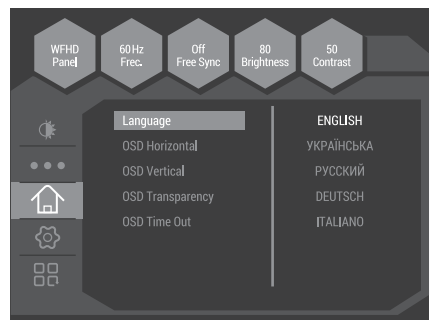 WFHD
Panel
60Hz
Frec.
Off
Free Sync
80
Brightness
50
Contrast
Language
ENGLISH
OSD Horizontal
УКРАЇНСЬКА
OSD Vertical
РУССКИЙ
OSD Transparency
DEUTSCH
OSD Time Out
ITALIANO